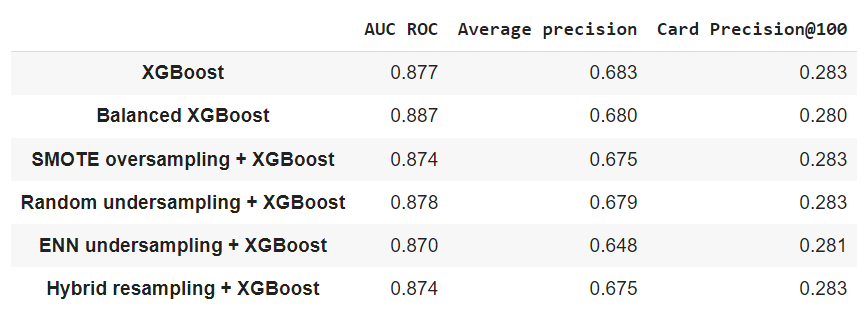 AUC ROC Average precision Card Precision@100
XGBoost 0.877 0.683 0.283
Balanced XGBoost 0.887 0.680 0.280
SMOTE oversampling + XGBoost 0.874 0.675 0.283
Random undersampling + XGBoost 0.878 0.679 0.283
ENN undersampling + XGBoost 0.870 0.648 0.281
Hybrid resampling + XGBoost 0.874 0.675 0.283